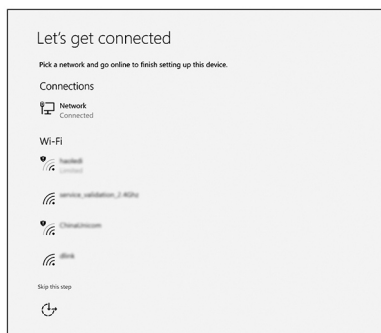 Let's get connected
Pick a network and go online to finish setting up this device.
Connections
Network
Connected
Wi-Fi
Limited
service_validation_2.4Ghz
ChinaUnicom
dlink
Skip this step